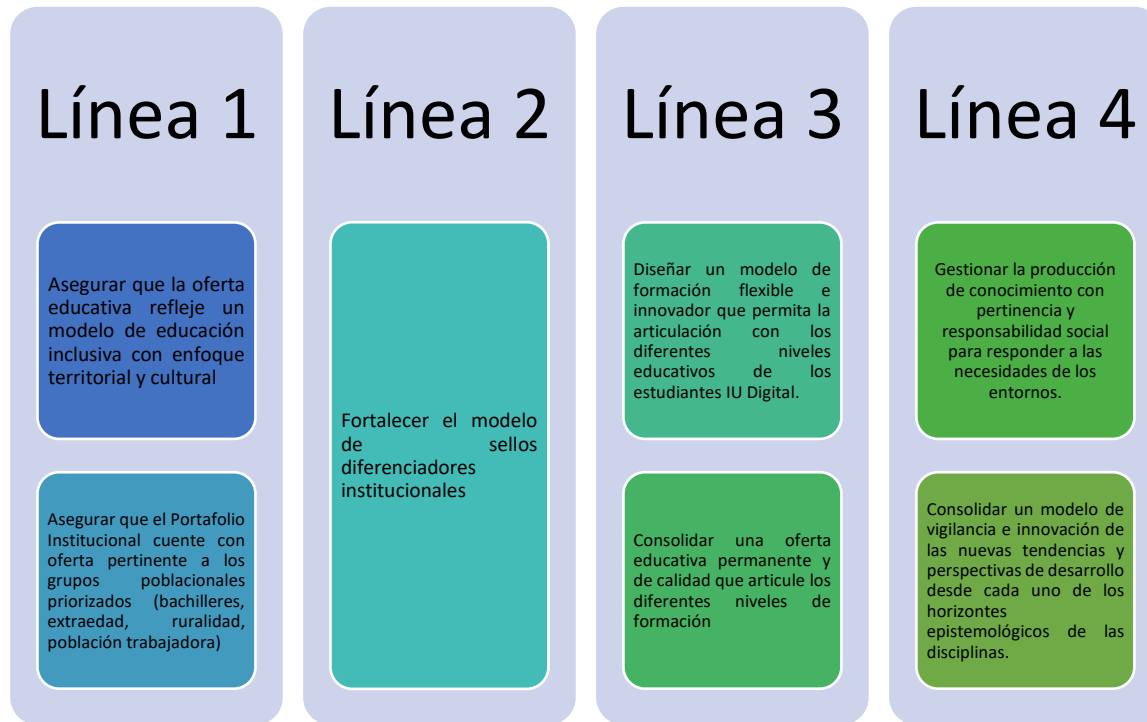 Línea 1
Asegurar que la oferta
educativa refleje un
modelo de educación
inclusiva con enfoque
territorial y cultural
Asegurar que el Portafolio
Institucional cuente con
oferta pertinente a los
grupos poblacionales
priorizados (bachilleres,
extraedad, ruralidad,
población trabajadora)
Línea 2
Fortalecer el modelo
de sellos
diferenciadores
institucionales
Línea 3
Diseñar un modelo de
formación flexible e
innovador que permita la
articulación con los
diferentes niveles
educativos de los
estudiantes IU Digital.
Consolidar una oferta
educativa permanente y
de calidad que articule los
diferentes niveles de
formación
Línea 4
Gestionar la producción
de conocimiento con
pertinencia y
responsabilidad social
para responder a las
necesidades de los
entornos.
Consolidar un modelo de
vigilancia e innovación de
las nuevas tendencias y
perspectivas de desarrollo
desde cada uno de los
horizontes
epistemológicos de las
disciplinas.